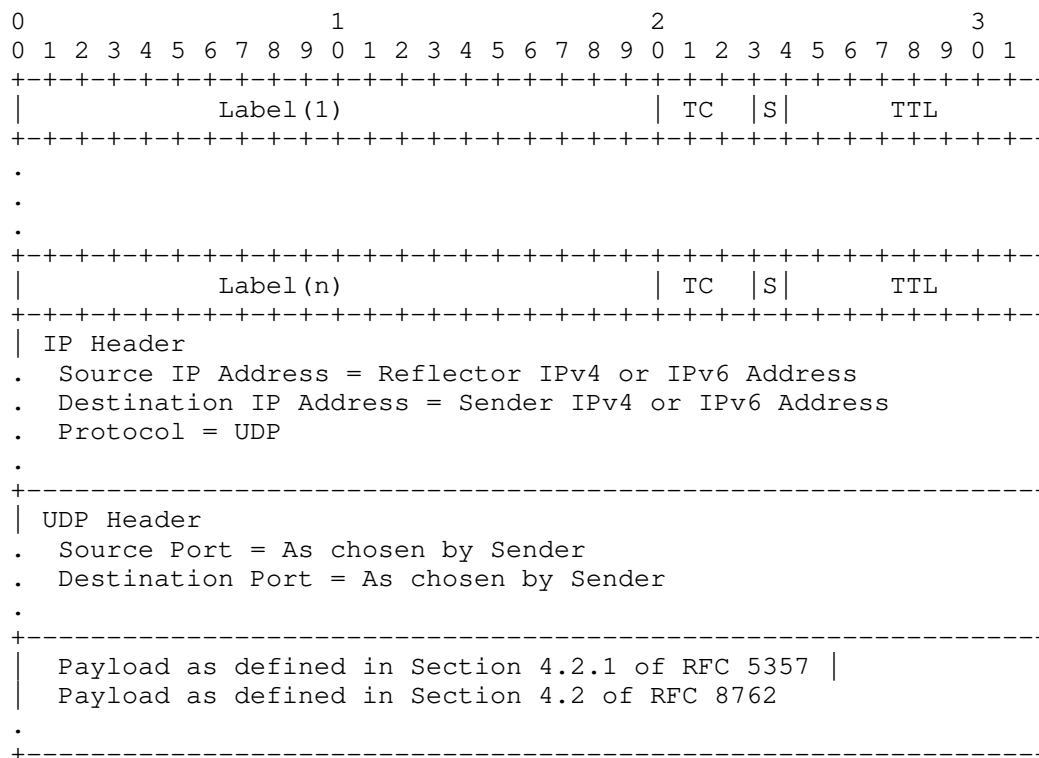 0                   1                   2                   3
0 1 2 3 4 5 6 7 8 9 0 1 2 3 4 5 6 7 8 9 0 1 2 3 4 5 6 7 8 9 0 1
+-+-+-+-+-+-+-+-+-+-+-+-+-+-+-+-+-+-+-+-+-+-+-+-+-+-+-+-+-+-+-+-
|            Label(1)                   | TC  |S|      TTL
+-+-+-+-+-+-+-+-+-+-+-+-+-+-+-+-+-+-+-+-+-+-+-+-+-+-+-+-+-+-+-+-
.
.
.
+-+-+-+-+-+-+-+-+-+-+-+-+-+-+-+-+-+-+-+-+-+-+-+-+-+-+-+-+-+-+-+-
|            Label(n)                   | TC  |S|      TTL
+-+-+-+-+-+-+-+-+-+-+-+-+-+-+-+-+-+-+-+-+-+-+-+-+-+-+-+-+-+-+-+-
| IP Header
.  Source IP Address = Reflector IPv4 or IPv6 Address
.  Destination IP Address = Sender IPv4 or IPv6 Address
.  Protocol = UDP
.
+----------------------------------------------------------------
| UDP Header
.  Source Port = As chosen by Sender
.  Destination Port = As chosen by Sender
.
+----------------------------------------------------------------
|  Payload as defined in Section 4.2.1 of RFC 5357 |
|  Payload as defined in Section 4.2 of RFC 8762
.
+----------------------------------------------------------------